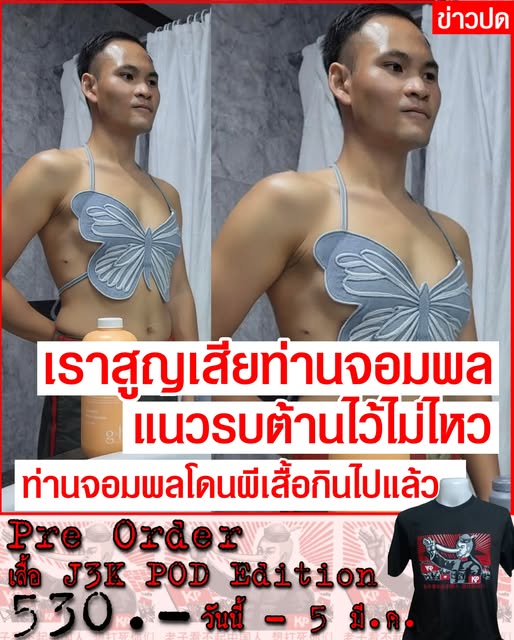 ข่าวปด
เราสูญเสียท่านจอมพล
แนวรบต้านไว้ไม่ไหว
ท่านจอมพลโดนผีเสื้อกินไปแล้ว
Pre Order
เสื้อ J3K POD Edition
530.- วันนี้ - 5 มี.ค.
KP
KP